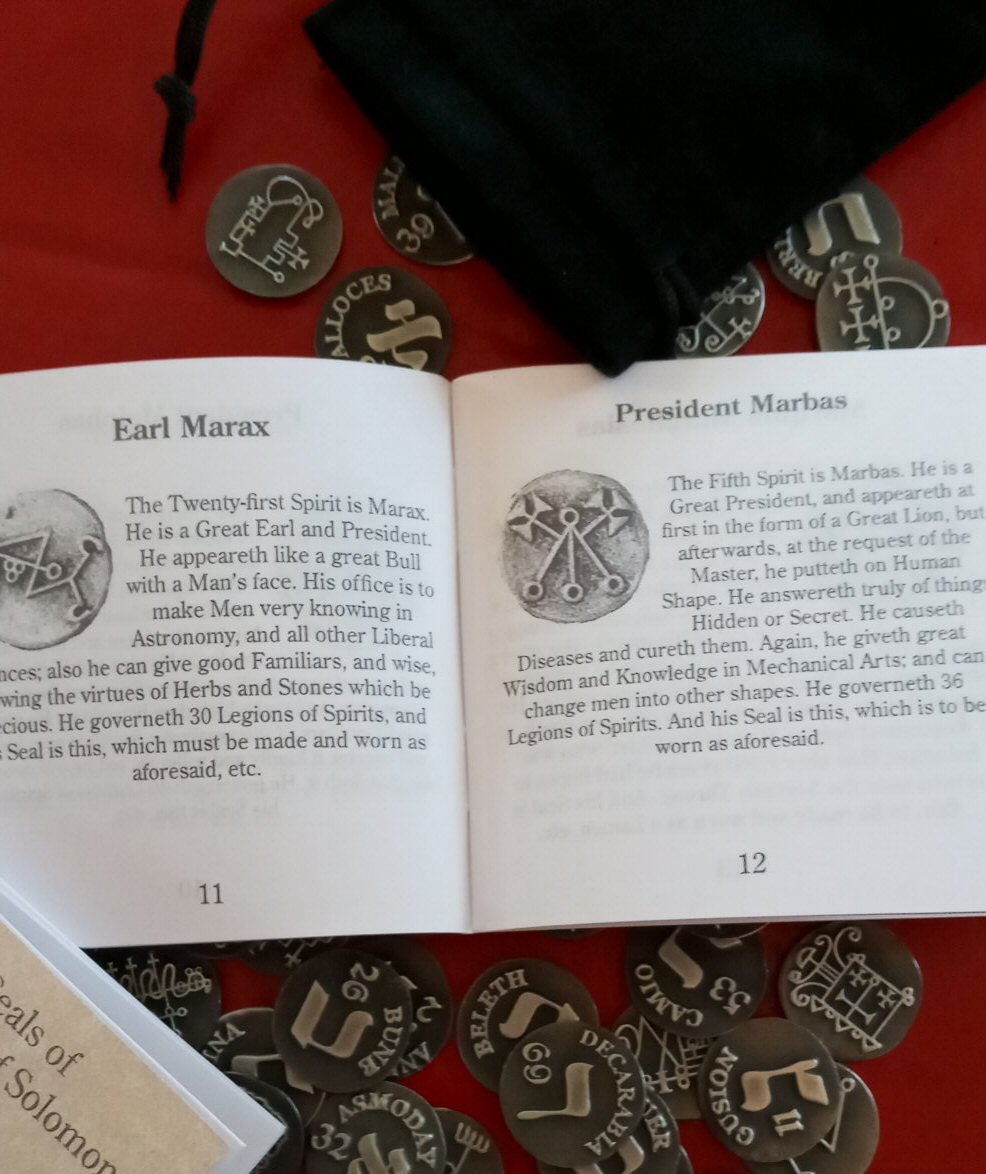 39
ALLOCES
Earl Marax
The Twenty-first Spirit is Marax.
He is a Great Earl and President.
He appeareth like a great Bull
with a Man's face. His office is to
make Men very knowing in
Astronomy, and all other Liberal
nces; also he can give good Familiars, and wise,
wing the virtues of Herbs and Stones which be
cious. He governeth 30 Legions of Spirits, and
Seal is this, which must be made and worn as
aforesaid, etc.
11
President Marbas
The Fifth Spirit is Marbas. He is a
Great President, and appeareth at
first in the form of a Great Lion, but
afterwards, at the request of the
Master, he putteth on Human
Shape. He answereth truly of thing
Hidden or Secret. He causeth
Diseases and cureth them. Again, he giveth great
Wisdom and Knowledge in Mechanical Arts; and can
change men into other shapes. He governeth 36
Legions of Spirits. And his Seal is this, which is to be
worn as aforesaid.
12
eals of
f Solomon
26
BUNE
BELETH
CAMIO
53
69
DECARABIA
GUSION
11
ASMODAY
32